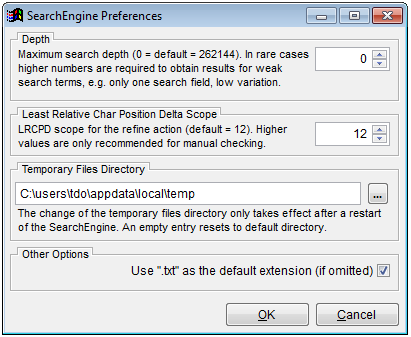 SearchEngine Preferences
Depth
Maximum search depth (0 = default = 262144). In rare cases
higher numbers are required to obtain results for weak
search terms, e.g. only one search field, low variation.
0
Least Relative Char Position Delta Scope
LRCPD scope for the refine action (default = 12). Higher
values are only recommended for manual checking.
12
Temporary Files Directory
C:\users\tdo\appdata\local\temp
...
The change of the temporary files directory only takes effect after a restart
of the SearchEngine. An empty entry resets to default directory.
Other Options
Use ".txt" as the default extension (if omitted)
OK
Cancel